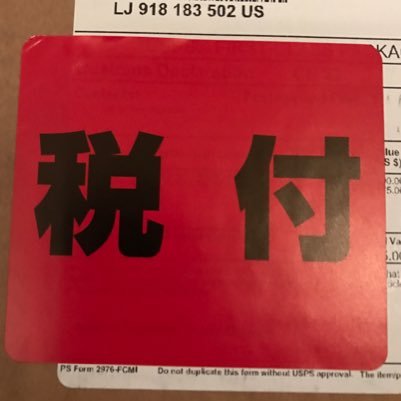 LJ 918 183 502 US
税 付
PS Form 2976-FCMI Do not duplicate this form without USPS approval.